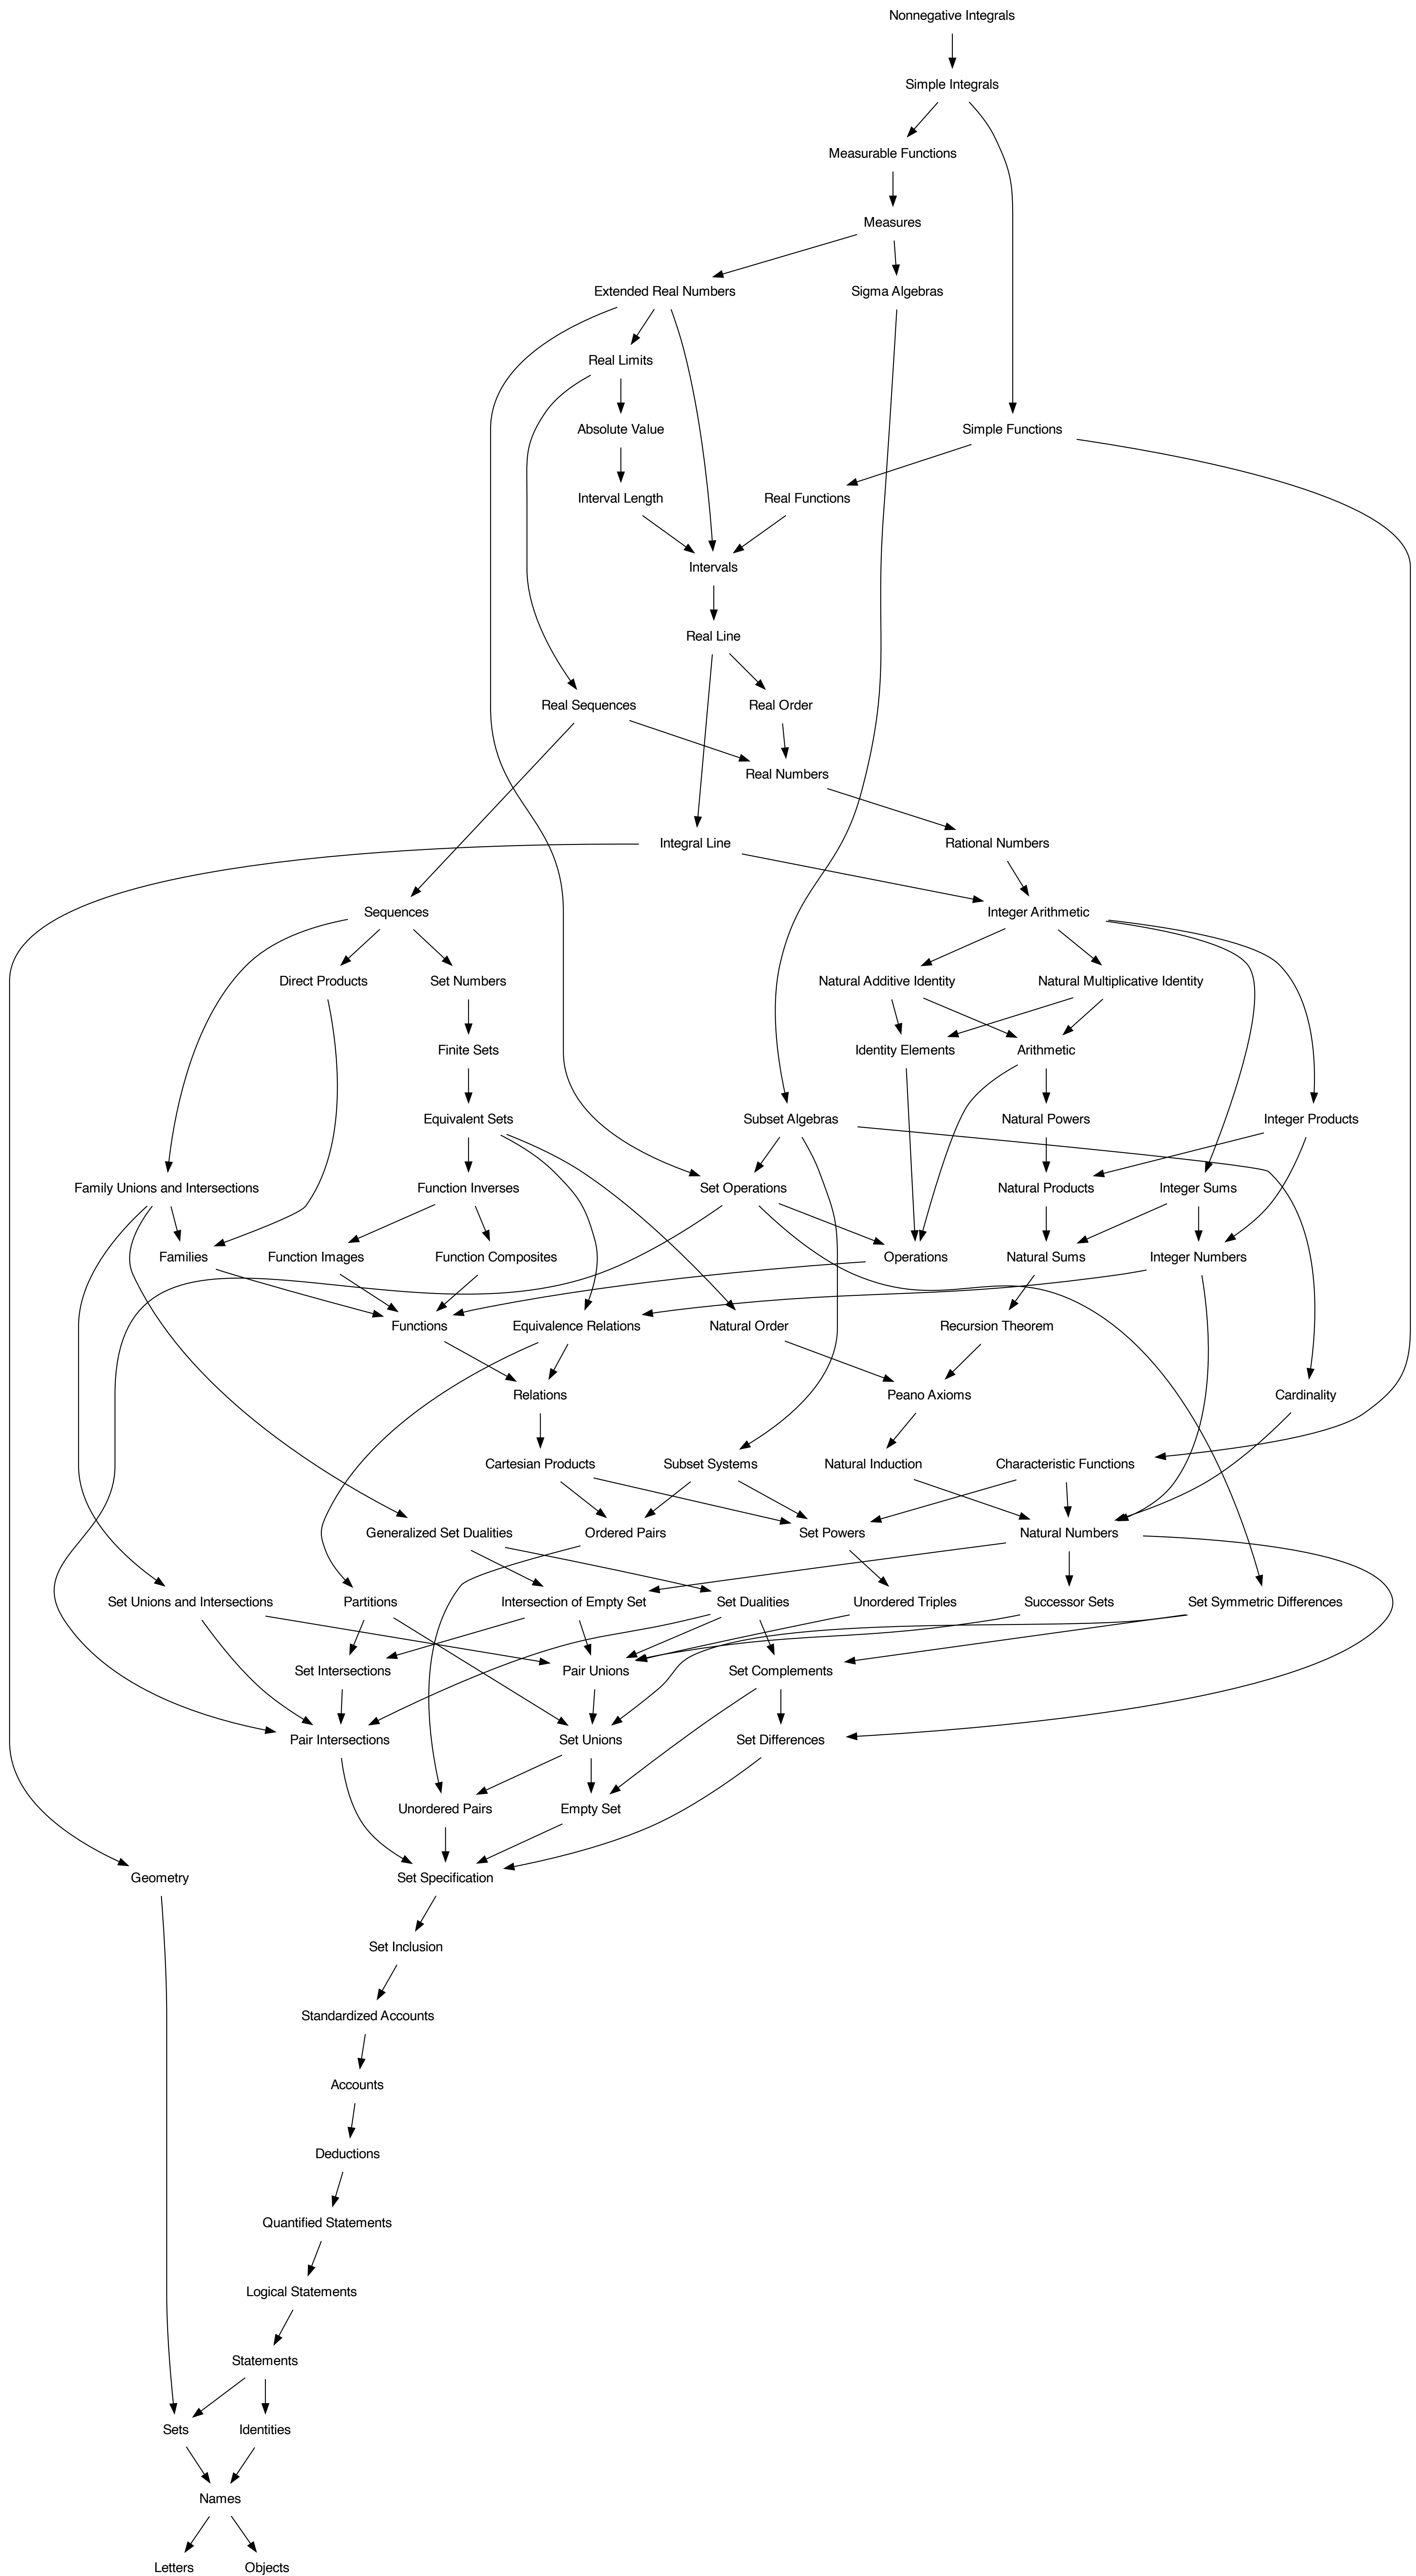 Nonnegative Integrals
Simple Integrals
Measurable Functions
Measures
Extended Real Numbers
Sigma Algebras
Real Limits
Absolute Value
Simple Functions
Interval Length
Real Functions
Intervals
Real Line
Real Sequences
Real Order
Real Numbers
Integral Line
Rational Numbers
Sequences
Integer Arithmetic
Direct Products
Set Numbers
Natural Additive Identity
Natural Multiplicative Identity
Finite Sets
Identity Elements
Arithmetic
Equivalent Sets
Subset Algebras
Natural Powers
Integer Products
Family Unions and Intersections
Function Inverses
Set Operations
Natural Products
Integer Sums
Families
Function Images
Function Composites
Operations
Natural Sums
Integer Numbers
Functions
Equivalence Relations
Natural Order
Recursion Theorem
Relations
Peano Axioms
Cardinality
Cartesian Products
Subset Systems
Natural Induction
Characteristic Functions
Generalized Set Dualities
Ordered Pairs
Set Powers
Natural Numbers
Set Unions and Intersections
Partitions
Intersection of Empty Set
Set Dualities
Unordered Triples
Successor Sets
Set Symmetric Differences
Set Intersections
Pair Unions
Set Complements
Pair Intersections
Set Unions
Set Differences
Unordered Pairs
Empty Set
Geometry
Set Specification
Set Inclusion
Standardized Accounts
Accounts
Deductions
Quantified Statements
Logical Statements
Statements
Sets
Identities
Names
Letters
Objects